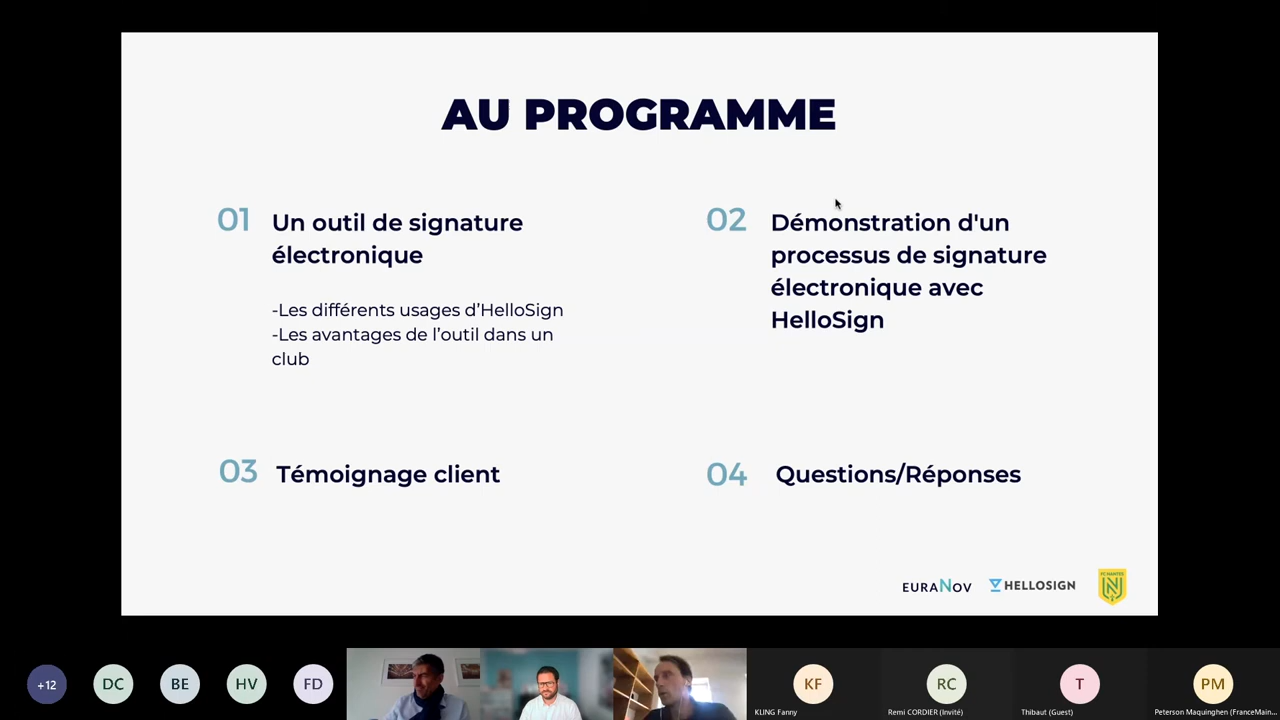 AU PROGRAMME
01
Un outil de signature
électronique
-Les différents usages d’HelloSign
-Les avantages de l’outil dans un
club
02
Démonstration d'un
processus de signature
électronique avec
HelloSign
03
Témoignage client
04
Questions/Réponses
EURANOV
HELLOSIGN
FC NANTES
N
+12
DC
BE
HV
FD
KF
KLING Fanny
RC
Remi CORDIER (Invité)
T
Thibaut (Guest)
PM
Peterson Maquinghen (FranceMain...